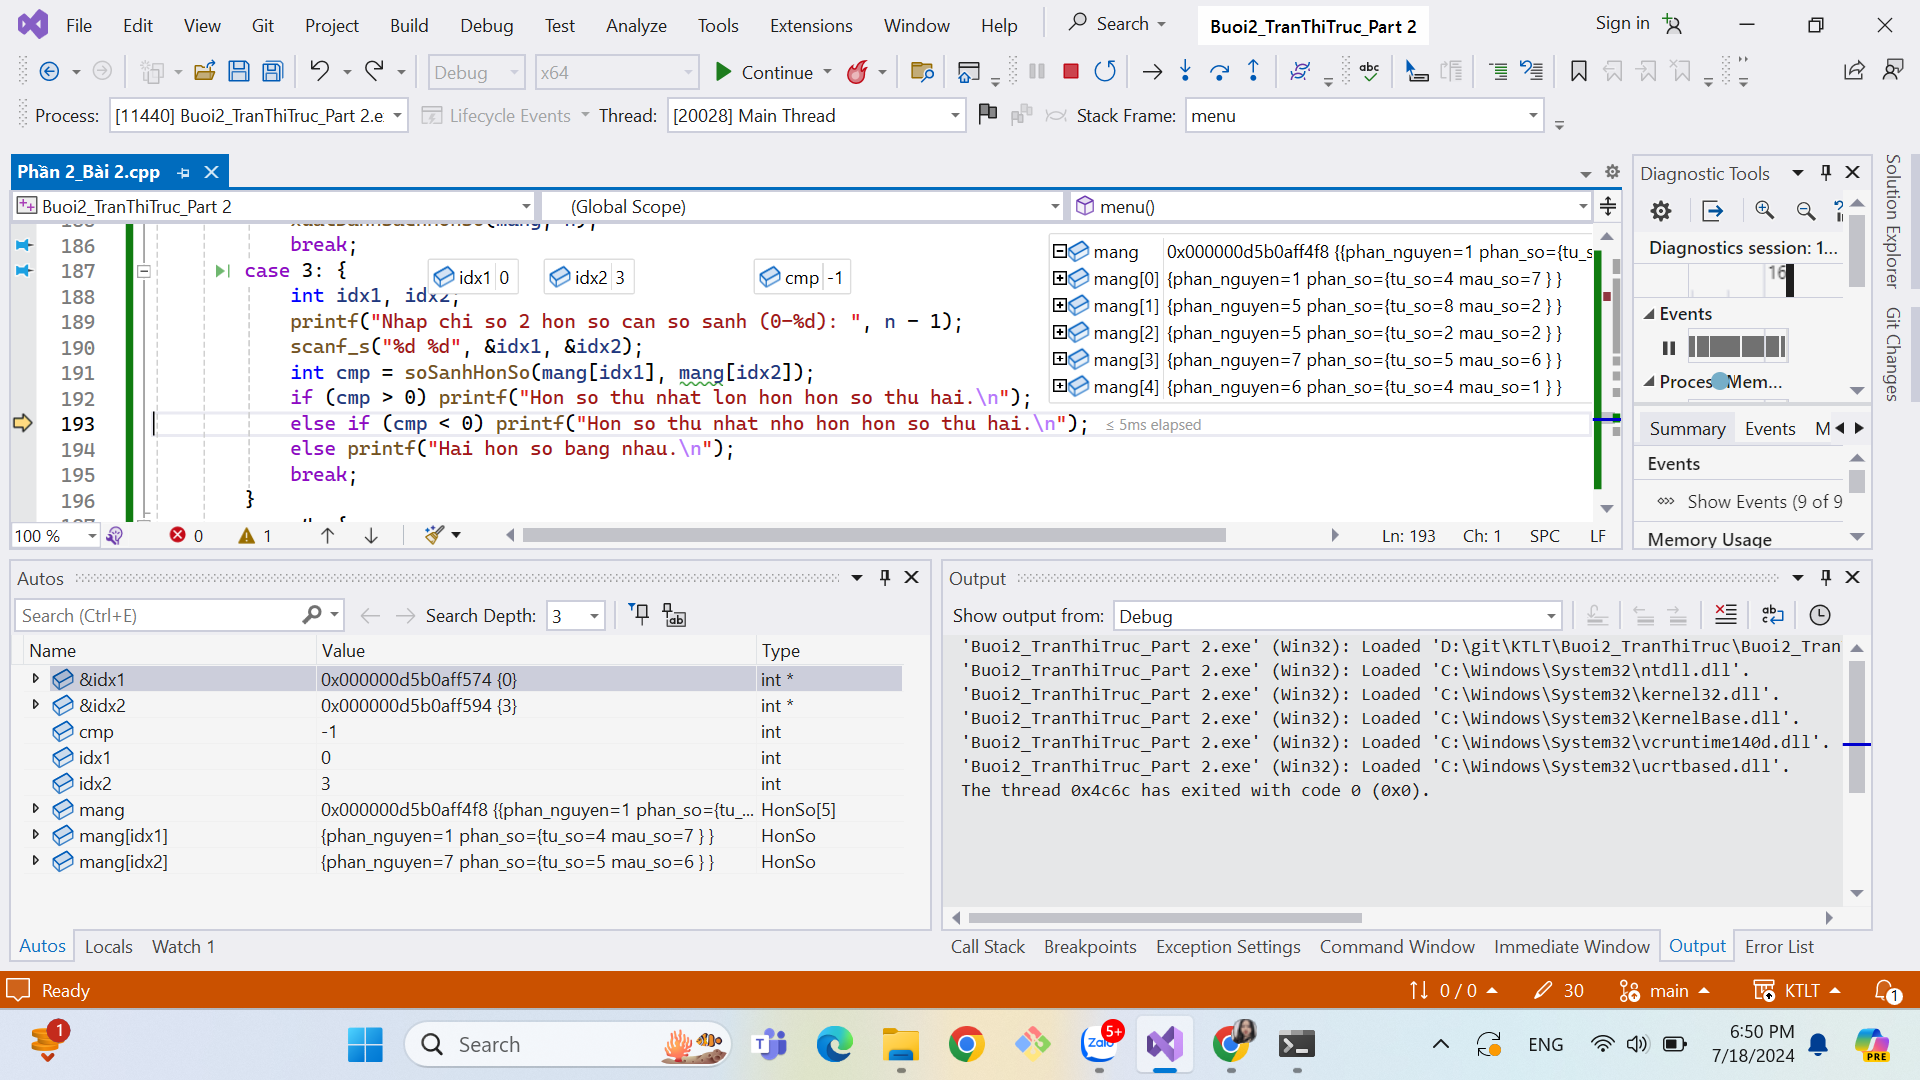 File Edit View Git Project Build Debug Test Analyze Tools Extensions Window Help Search Buoi2_TranThiTruc_Part 2 Sign in
Debug x64 Continue
Process: [11440] Buoi2_TranThiTruc_Part 2.e: Lifecycle Events Thread: [20028] Main Thread Stack Frame: menu
Phần 2_Bài 2.cpp
Buoi2_TranThiTruc_Part 2 (Global Scope) menu()
186 break;
187 case 3: {
188 int idx1, idx2;
189 printf("Nhap chi so 2 hon so can so sanh (0-%d): ", n - 1);
190 scanf_s("%d %d", &idx1, &idx2);
191 int cmp = soSanhHonSo(mang[idx1], mang[idx2]);
192 if (cmp > 0) printf("Hon so thu nhat lon hon hon so thu hai.\n");
193 else if (cmp < 0) printf("Hon so thu nhat nho hon hon so thu hai.\n"); ≤ 5ms elapsed
194 else printf("Hai hon so bang nhau.\n");
195 break;
196 }
idx1 0
idx2 3
cmp -1
mang 0x000000d5b0aff4f8 {{phan_nguyen=1 phan_so={tu_s
mang[0] {phan_nguyen=1 phan_so={tu_so=4 mau_so=7 } }
mang[1] {phan_nguyen=5 phan_so={tu_so=8 mau_so=2 } }
mang[2] {phan_nguyen=5 phan_so={tu_so=2 mau_so=2 } }
mang[3] {phan_nguyen=7 phan_so={tu_so=5 mau_so=6 } }
mang[4] {phan_nguyen=6 phan_so={tu_so=4 mau_so=1 } }
100 % 0 1 Ln: 193 Ch: 1 SPC LF
Diagnostic Tools
Diagnostics session: 1...
16
Events
Process Mem...
Summary Events M
Events
Show Events (9 of 9
Memory Usage
Solution Explorer
Git Changes
Autos
Search (Ctrl+E) Search Depth: 3
Name Value Type
&idx1 0x000000d5b0aff574 {0} int *
&idx2 0x000000d5b0aff594 {3} int *
cmp -1 int
idx1 0 int
idx2 3 int
mang 0x000000d5b0aff4f8 {{phan_nguyen=1 phan_so={tu_... HonSo[5]
mang[idx1] {phan_nguyen=1 phan_so={tu_so=4 mau_so=7 } } HonSo
mang[idx2] {phan_nguyen=7 phan_so={tu_so=5 mau_so=6 } } HonSo
Autos Locals Watch 1
Output
Show output from: Debug
'Buoi2_TranThiTruc_Part 2.exe' (Win32): Loaded 'D:\git\KTLT\Buoi2_TranThiTruc\Buoi2_Tran
'Buoi2_TranThiTruc_Part 2.exe' (Win32): Loaded 'C:\Windows\System32\ntdll.dll'.
'Buoi2_TranThiTruc_Part 2.exe' (Win32): Loaded 'C:\Windows\System32\kernel32.dll'.
'Buoi2_TranThiTruc_Part 2.exe' (Win32): Loaded 'C:\Windows\System32\KernelBase.dll'.
'Buoi2_TranThiTruc_Part 2.exe' (Win32): Loaded 'C:\Windows\System32\vcruntime140d.dll'.
'Buoi2_TranThiTruc_Part 2.exe' (Win32): Loaded 'C:\Windows\System32\ucrtbased.dll'.
The thread 0x4c6c has exited with code 0 (0x0).
Call Stack Breakpoints Exception Settings Command Window Immediate Window Output Error List
Ready 0 / 0 30 main KTLT 1
1 Search 5+ Zalo ENG 6:50 PM
7/18/2024 PRE